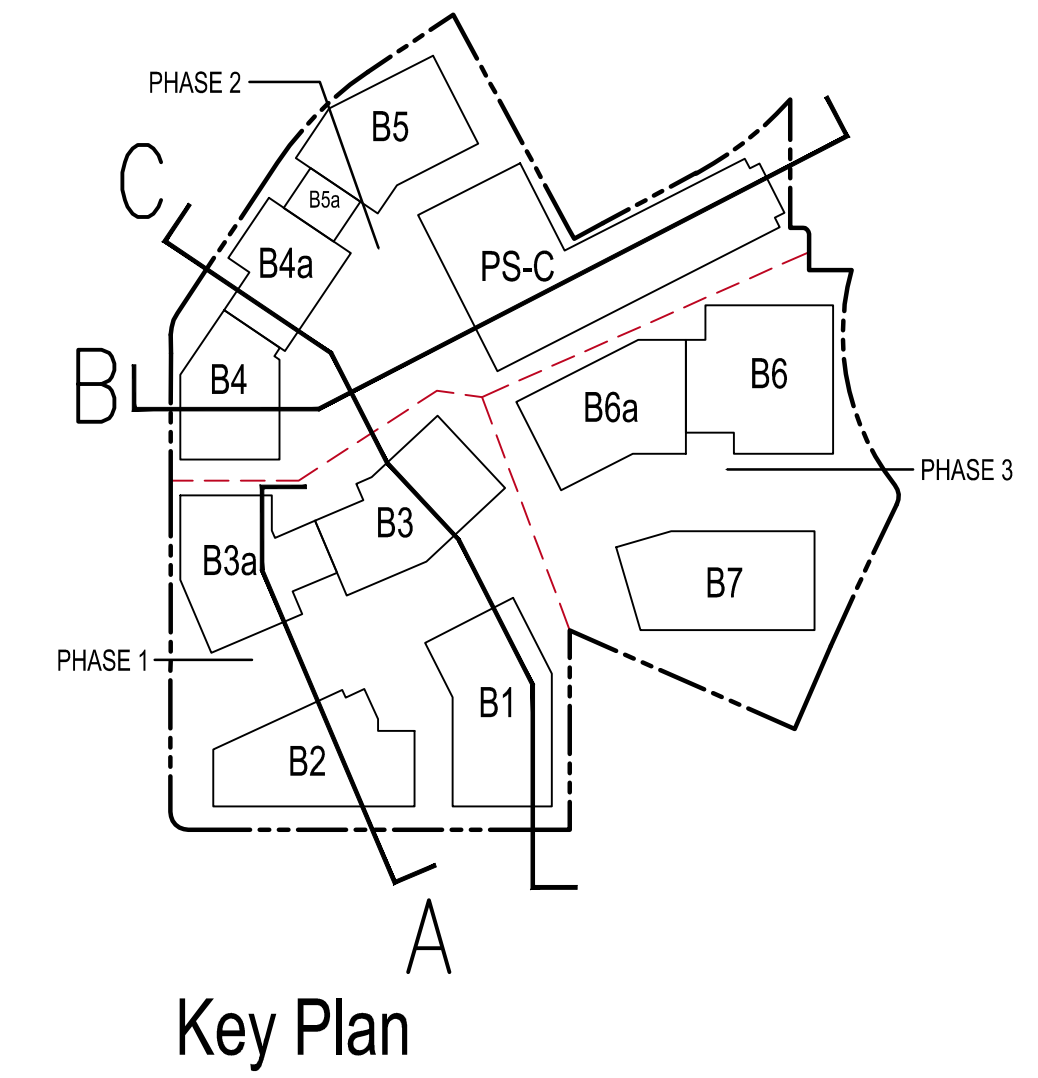 PHASE 2
B5
C
B5a
B4a
PS-C
B
B4
B6
B6a
PHASE 3
B3
B3a
B7
PHASE 1
B1
B2
A
Key Plan